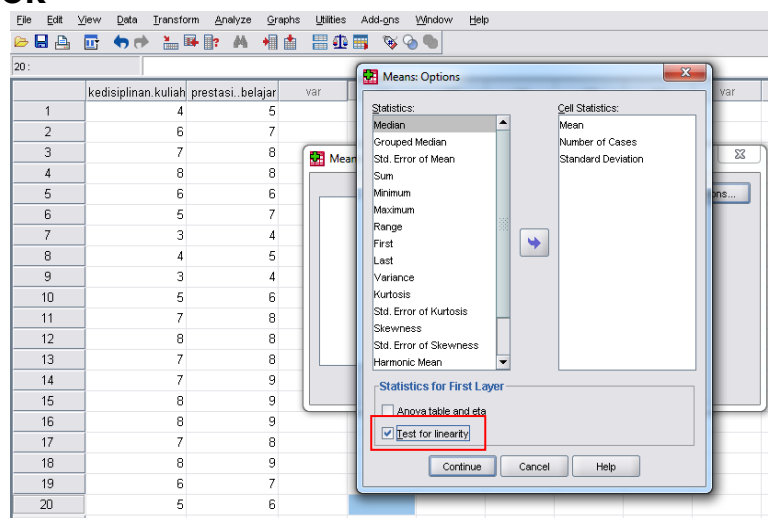 OK
File Edit View Data Transform Analyze Graphs Utilities Add-ons Window Help
20 :
kedisiplinan.kuliah prestasi..belajar var var
1 4 5
2 6 7
3 7 8
4 8 8
5 6 6
6 5 7
7 3 4
8 4 5
9 3 4
10 5 6
11 7 8
12 8 8
13 7 8
14 7 9
15 8 9
16 8 9
17 7 8
18 8 9
19 6 7
20 5 6
Mean
ons...
Means: Options
Statistics:
Median
Grouped Median
Std. Error of Mean
Sum
Minimum
Maximum
Range
First
Last
Variance
Kurtosis
Std. Error of Kurtosis
Skewness
Std. Error of Skewness
Harmonic Mean
Cell Statistics:
Mean
Number of Cases
Standard Deviation
Statistics for First Layer
Anova table and eta
Test for linearity
Continue Cancel Help